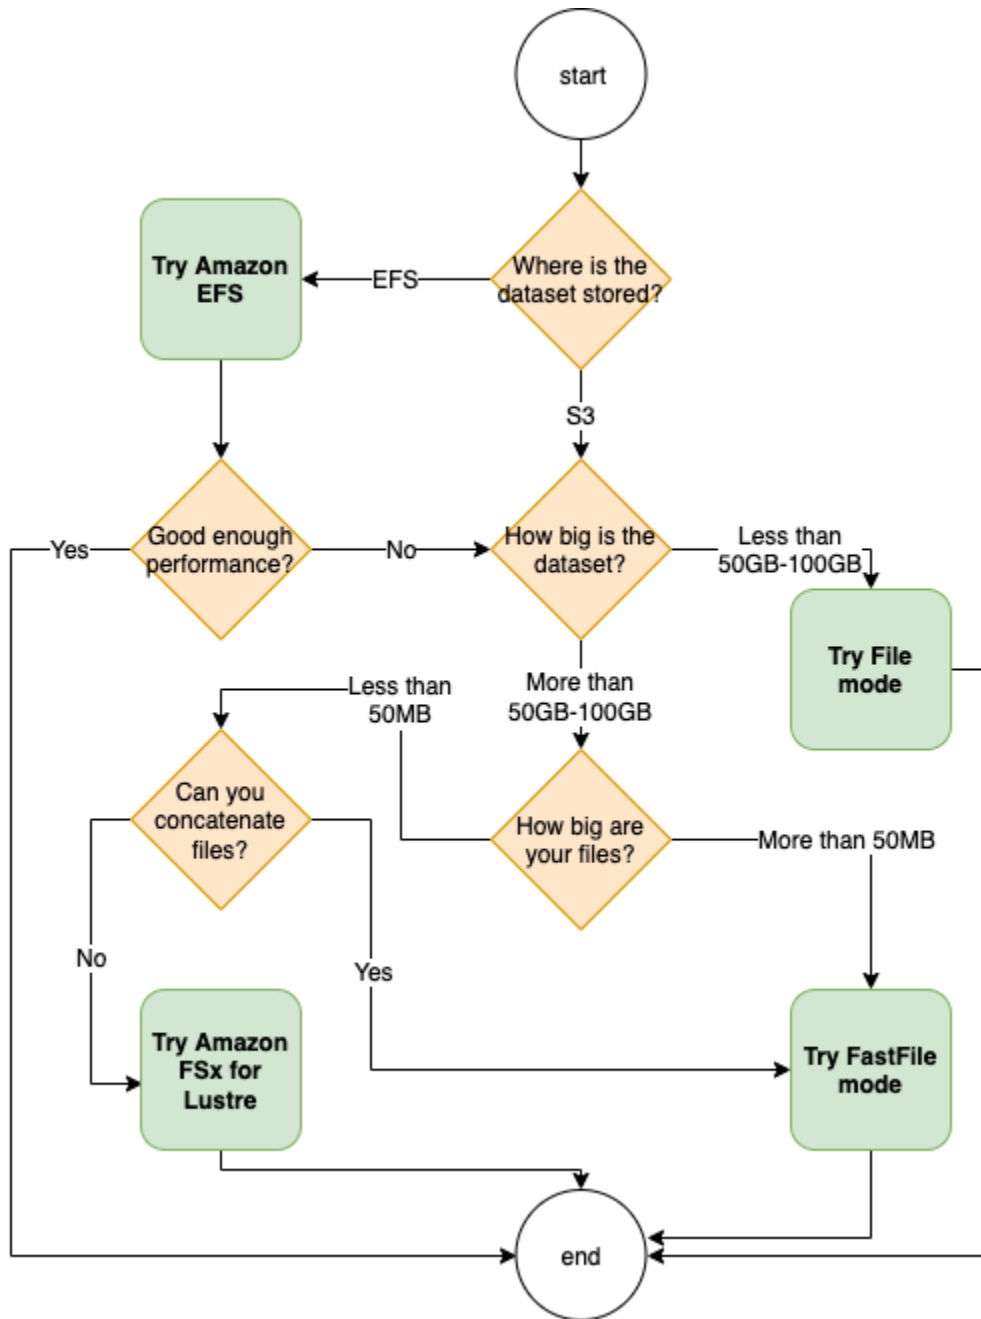 start
Where is the
dataset stored?
EFS
Try Amazon
EFS
S3
Good enough
performance?
Yes
No
How big is the
dataset?
Less than
50GB-100GB
Try File
mode
More than
50GB-100GB
Less than
50MB
Can you
concatenate
files?
How big are
your files?
More than 50MB
No
Yes
Try Amazon
FSx for
Lustre
Try FastFile
mode
end